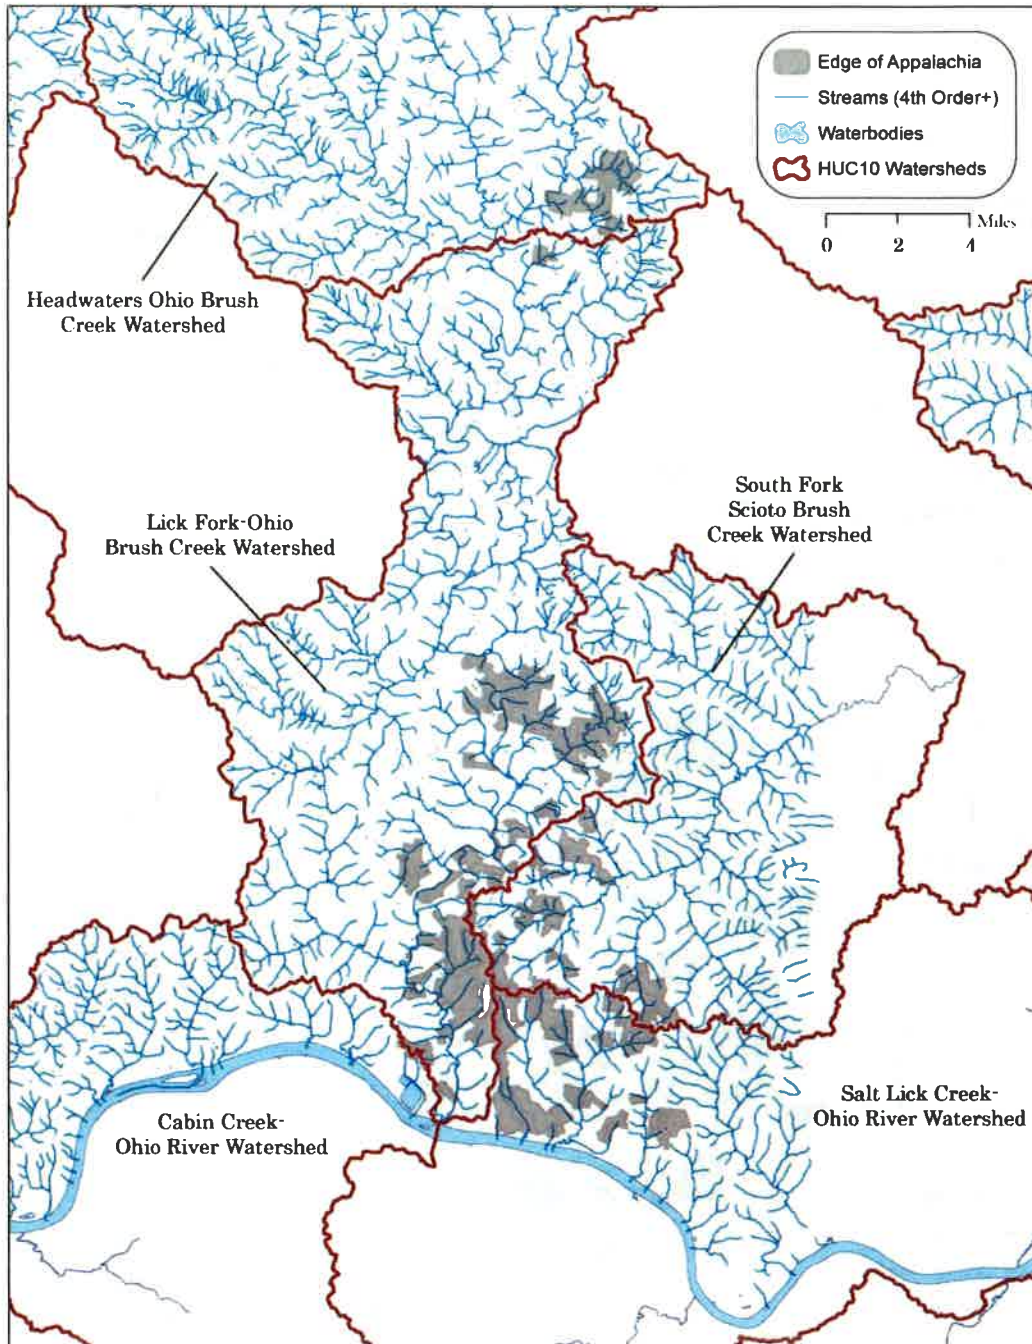 Edge of Appalachia
Streams (4th Order+)
Waterbodies
HUC10 Watersheds
Miles
0 2 4
Headwaters Ohio Brush
Creek Watershed
South Fork
Scioto Brush
Creek Watershed
Lick Fork-Ohio
Brush Creek Watershed
Salt Lick Creek-
Ohio River Watershed
Cabin Creek-
Ohio River Watershed